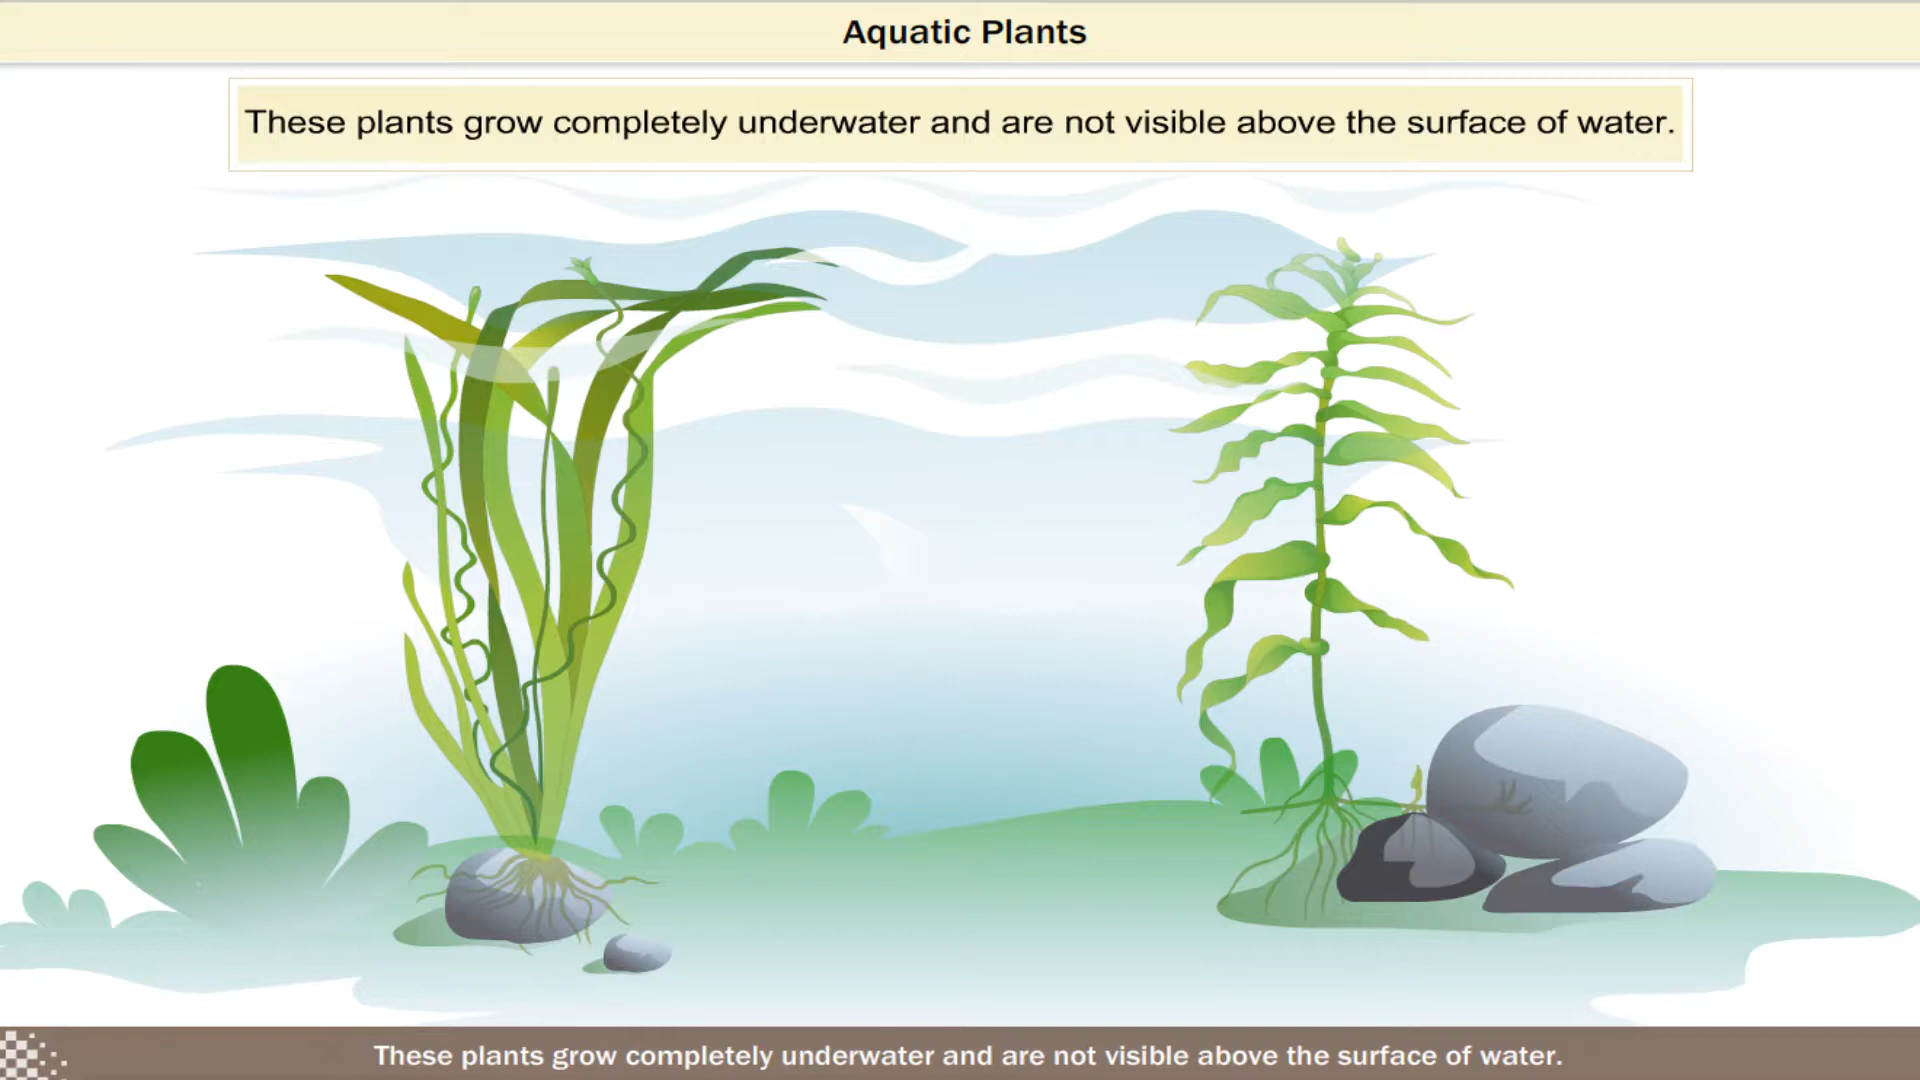 Aquatic Plants
These plants grow completely underwater and are not visible above the surface of water.
These plants grow completely underwater and are not visible above the surface of water.